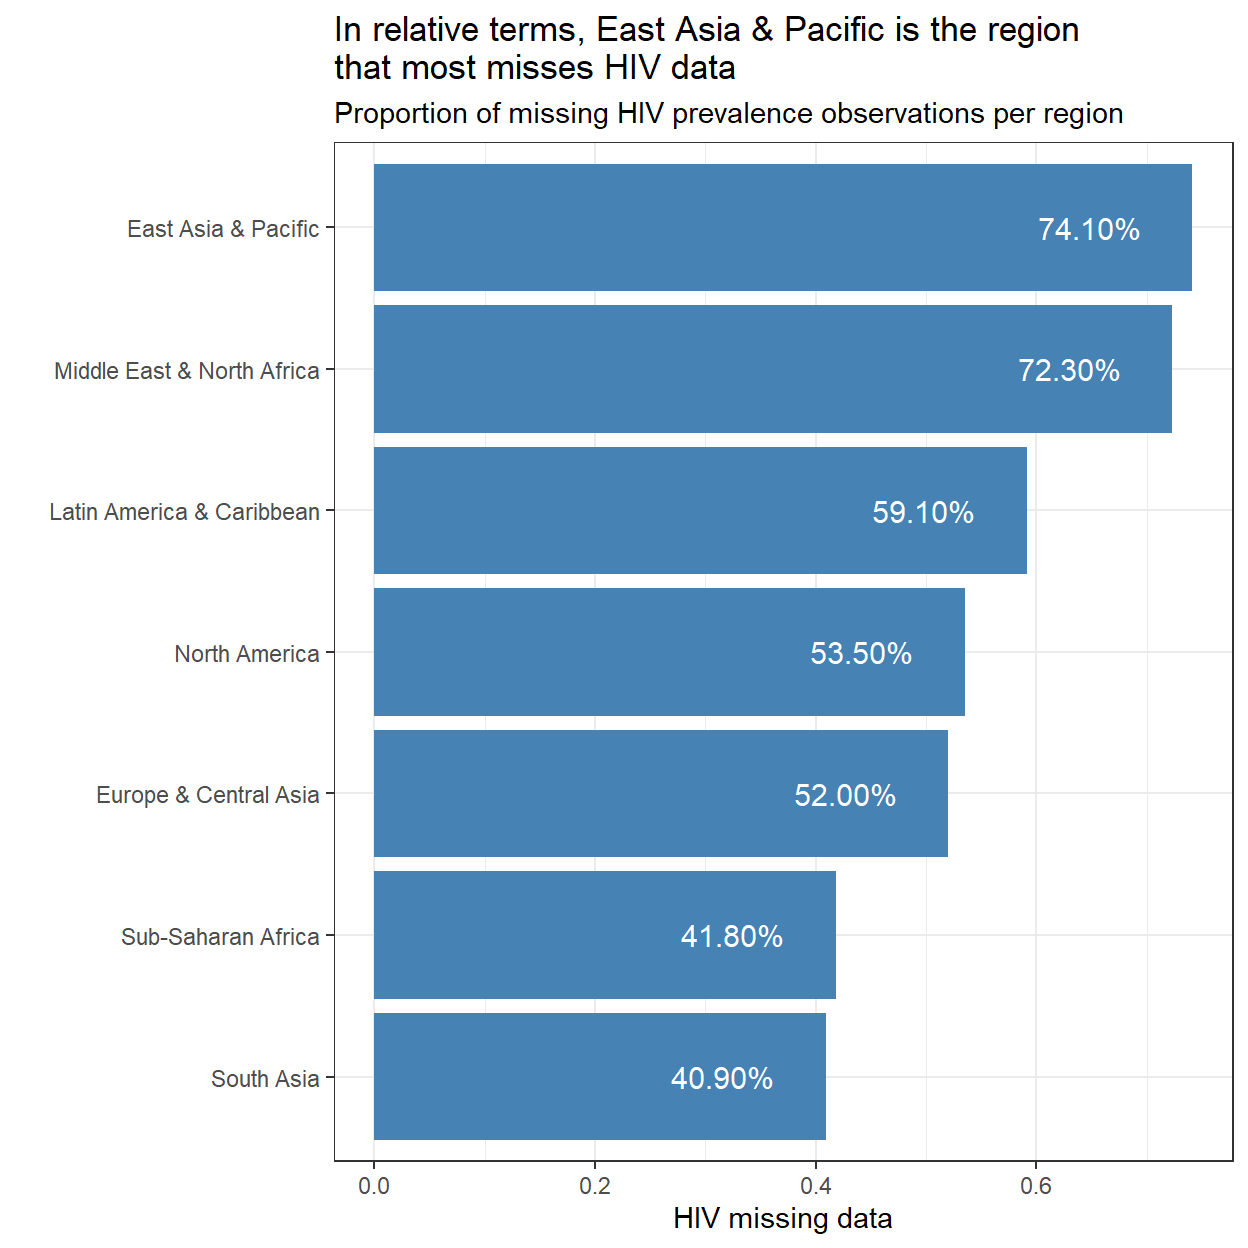 In relative terms, East Asia & Pacific is the region
that most misses HIV data
Proportion of missing HIV prevalence observations per region
East Asia & Pacific
74.10%
Middle East & North Africa
72.30%
Latin America & Caribbean
59.10%
North America
53.50%
Europe & Central Asia
52.00%
Sub-Saharan Africa
41.80%
South Asia
40.90%
0.0
0.2
0.4
0.6
HIV missing data